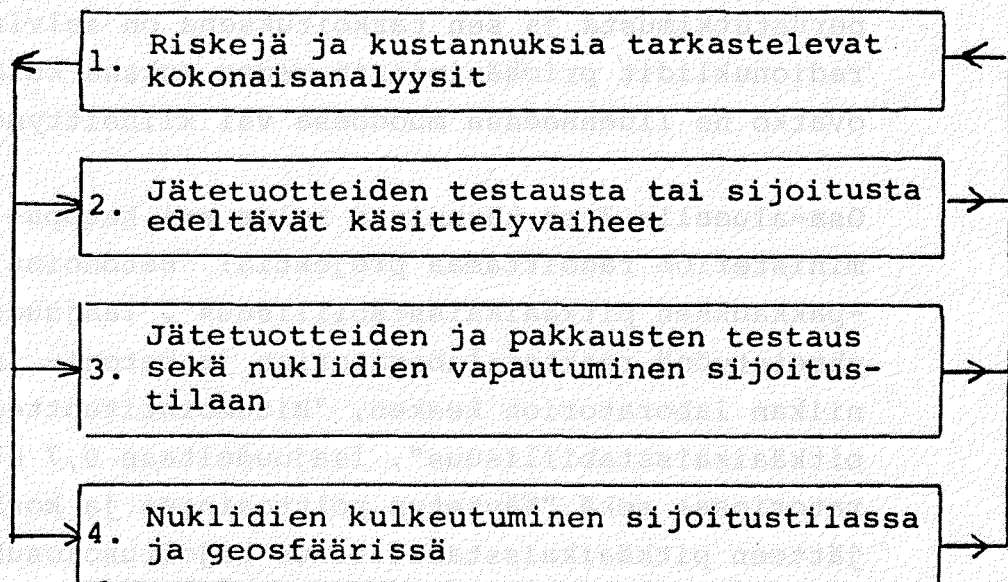 1. Riskejä ja kustannuksia tarkastelevat
kokonaisanalyysit
2. Jätetuotteiden testausta tai sijoitusta
edeltävät käsittelyvaiheet
3. Jätetuotteiden ja pakkausten testaus
sekä nuklidien vapautuminen sijoitus-
tilaan
4. Nuklidien kulkeutuminen sijoitustilassa
ja geosfäärissä